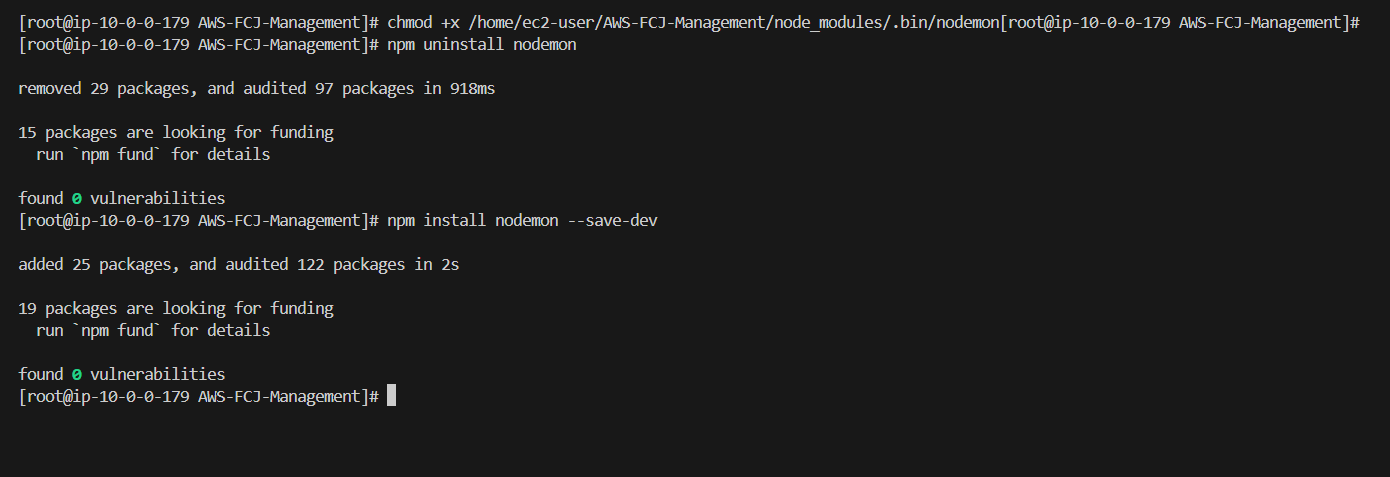 [root@ip-10-0-0-179 AWS-FCJ-Management]# chmod +x /home/ec2-user/AWS-FCJ-Management/node_modules/.bin/nodemon[root@ip-10-0-0-179 AWS-FCJ-Management]#
[root@ip-10-0-0-179 AWS-FCJ-Management]# npm uninstall nodemon
removed 29 packages, and audited 97 packages in 918ms
15 packages are looking for funding
  run `npm fund` for details
found 0 vulnerabilities
[root@ip-10-0-0-179 AWS-FCJ-Management]# npm install nodemon --save-dev
added 25 packages, and audited 122 packages in 2s
19 packages are looking for funding
  run `npm fund` for details
found 0 vulnerabilities
[root@ip-10-0-0-179 AWS-FCJ-Management]#